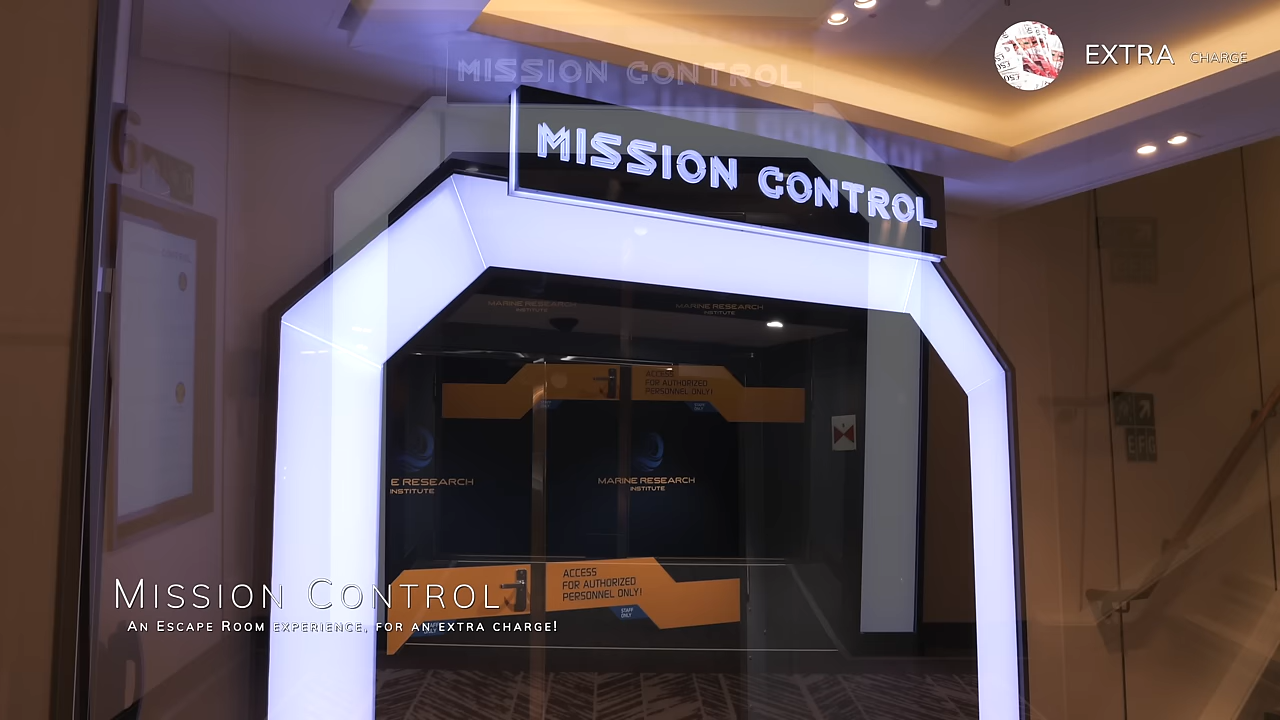 MISSION CONTROL
EXTRA CHARGE
MISSION CONTROL
6
MARINE RESEARCH
INSTITUTE
MARINE RESEARCH
INSTITUTE
ACCESS
FOR AUTHORIZED
PERSONNEL ONLY!
E RESEARCH
INSTITUTE
MARINE RESEARCH
INSTITUTE
EFG
ACCESS
FOR AUTHORIZED
PERSONNEL ONLY!
STAFF
ONLY
MISSION CONTROL
AN ESCAPE ROOM EXPERIENCE, FOR AN EXTRA CHARGE!